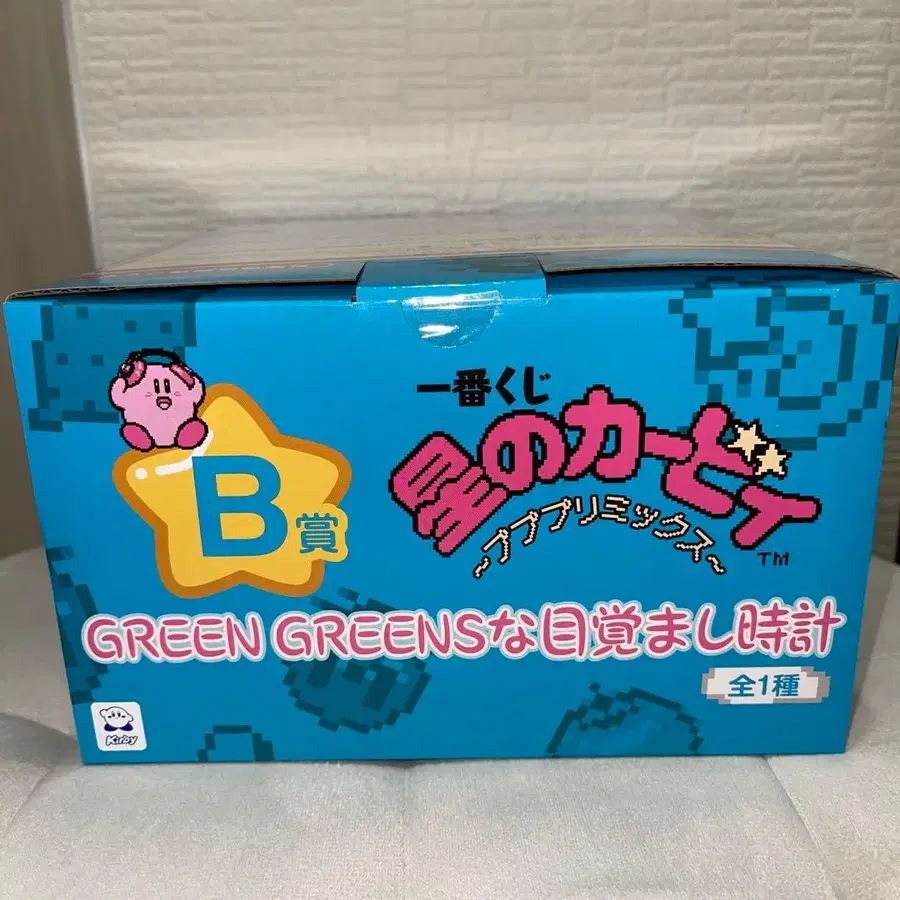 B賞
一番くじ
星のカービィ
~プププリミックス~
TM
GREEN GREENSな目覚まし時計
全1種
Kirby